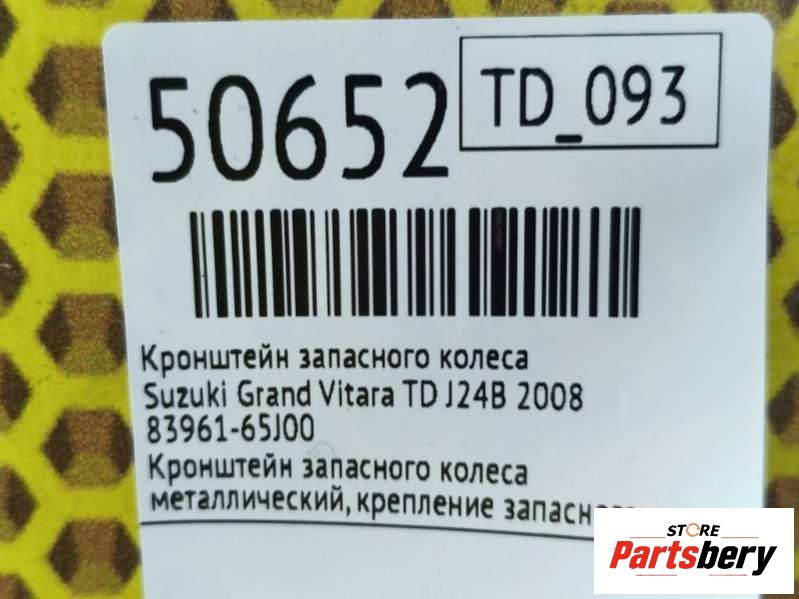 50652
TD_093
Кронштейн запасного колеса
Suzuki Grand Vitara TD J24B 2008
83961-65J00
Кронштейн запасного колеса
металлический, крепление
STORE
Partsbery